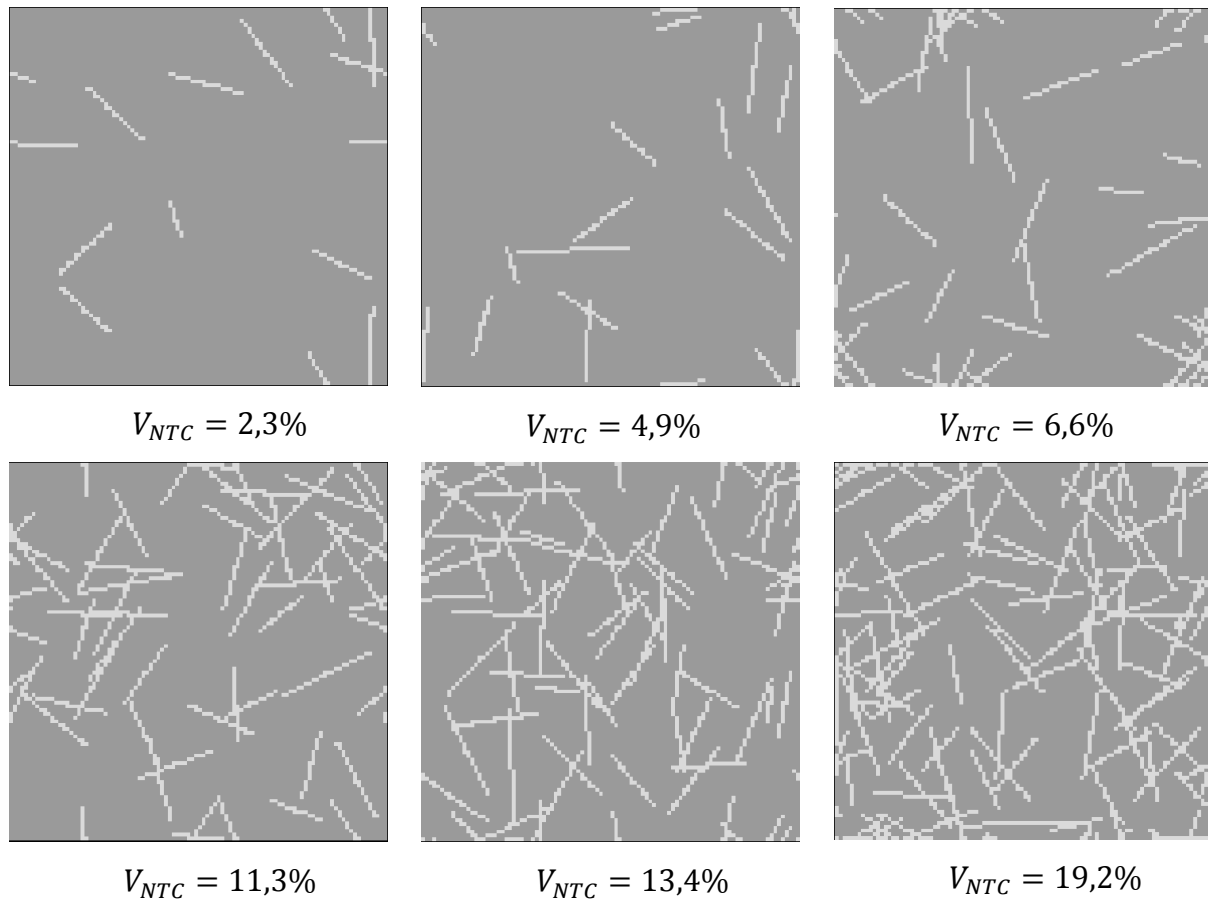 V_NTC = 2,3%
V_NTC = 4,9%
V_NTC = 6,6%
V_NTC = 11,3%
V_NTC = 13,4%
V_NTC = 19,2%